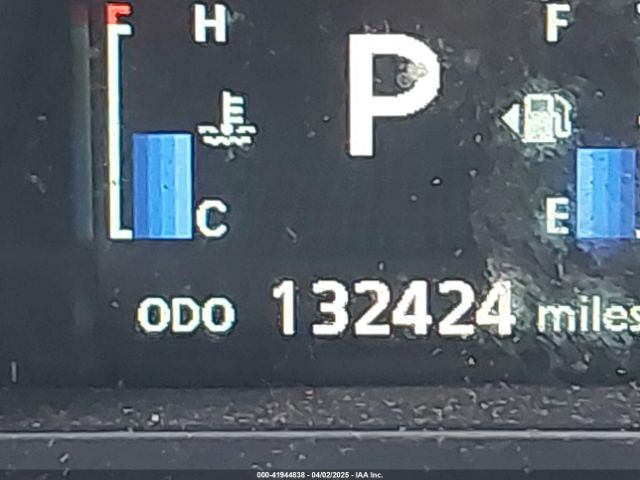 H P F
C E
ODO 132424 miles
000-41944838 - 04/02/2025 - IAA Inc.